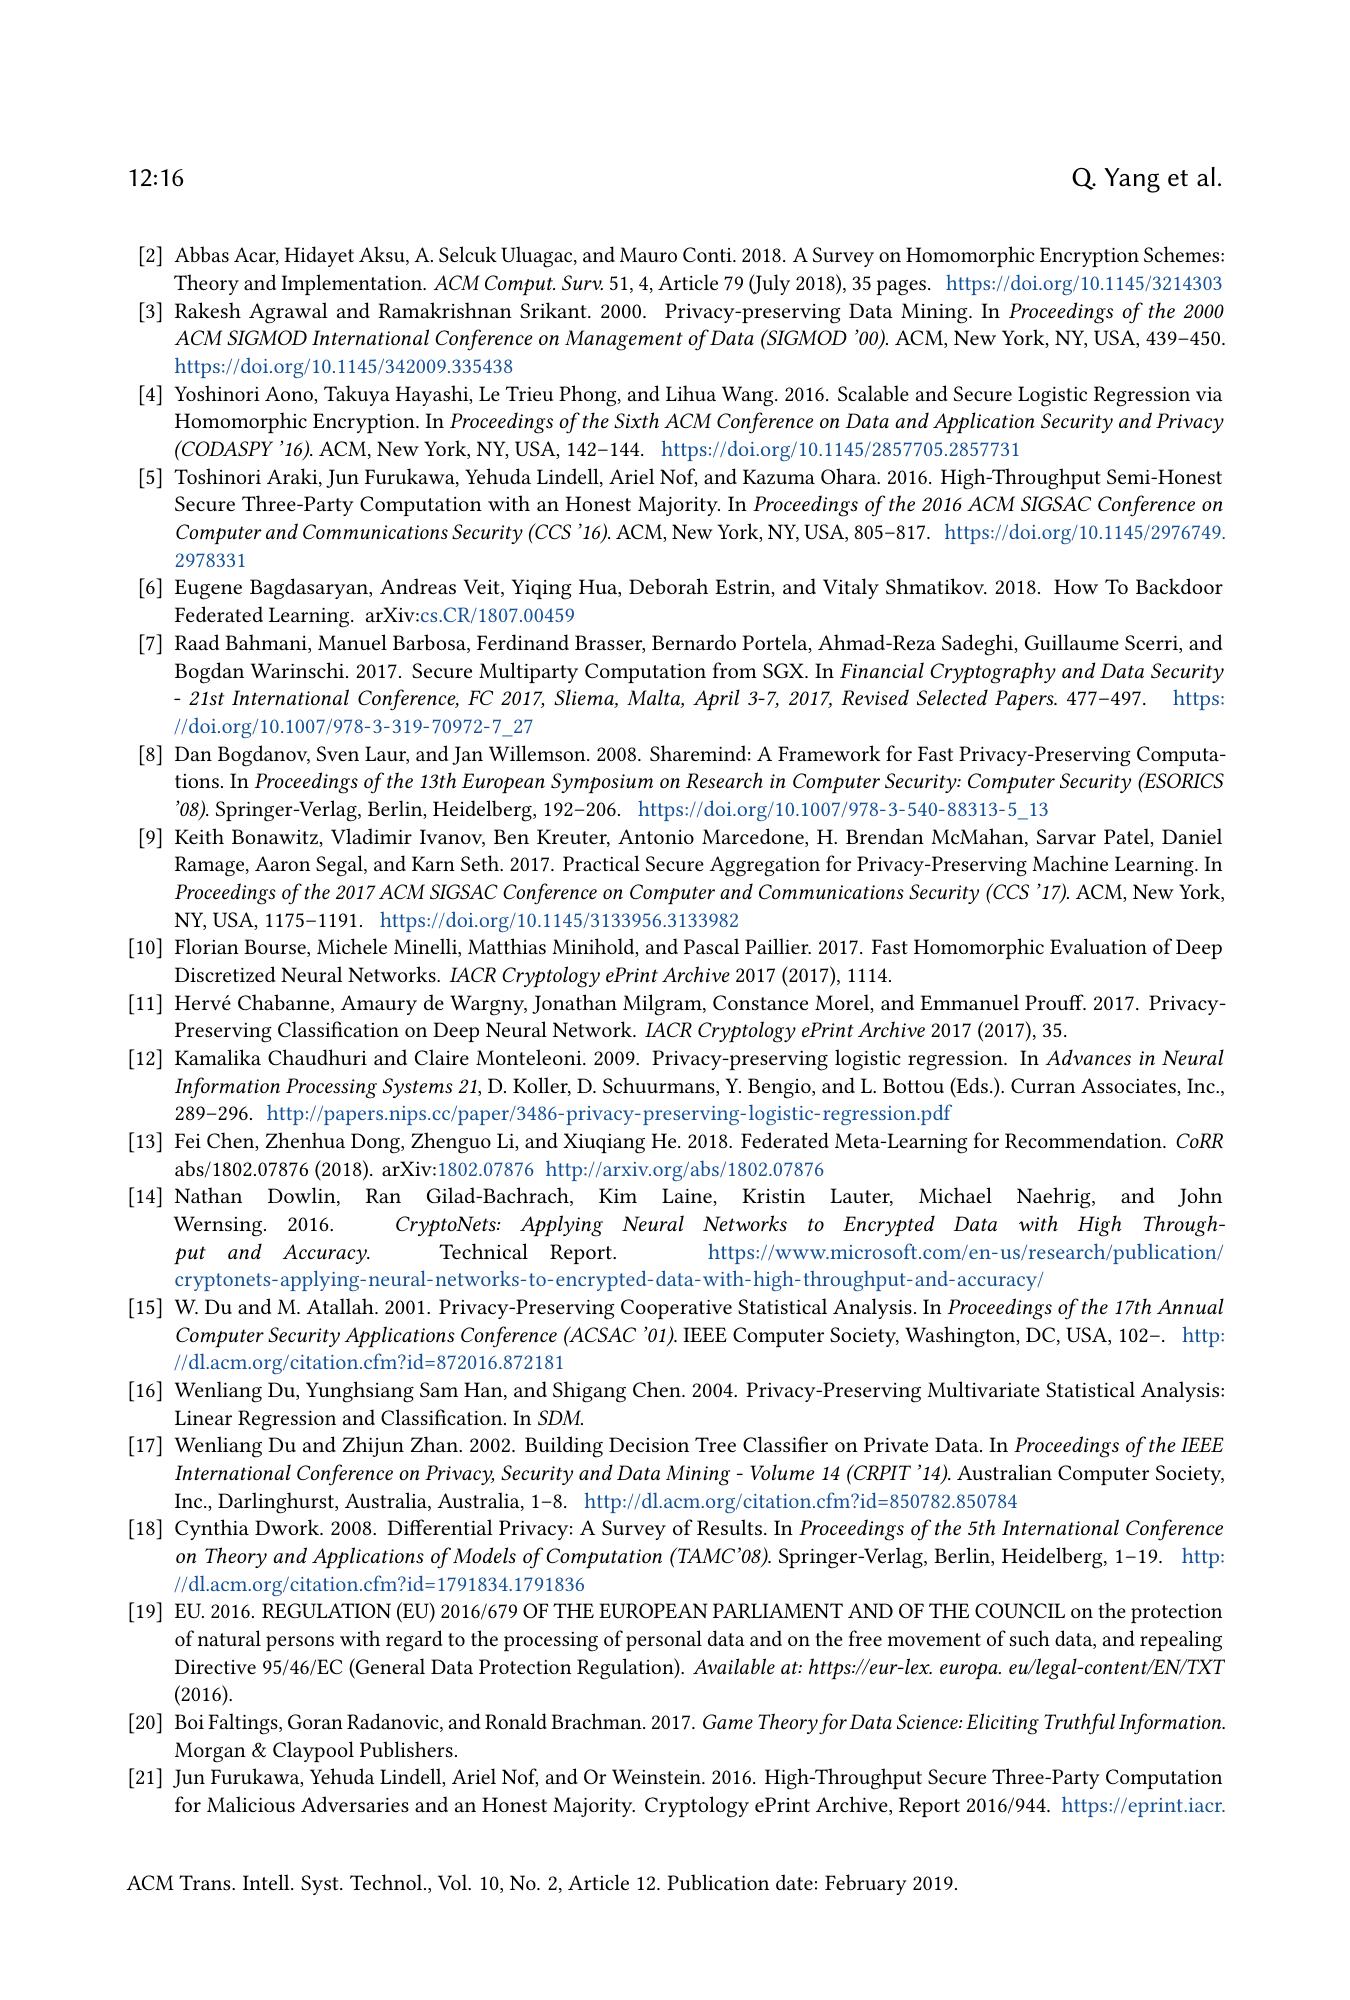 12:16 Q. Yang et al.
[2] Abbas Acar, Hidayet Aksu, A. Selcuk Uluagac, and Mauro Conti. 2018. A Survey on Homomorphic Encryption Schemes:
Theory and Implementation. ACM Comput. Surv. 51, 4, Article 79 (July 2018), 35 pages. https://doi.org/10.1145/3214303
[3] Rakesh Agrawal and Ramakrishnan Srikant. 2000. Privacy-preserving Data Mining. In Proceedings of the 2000
ACM SIGMOD International Conference on Management of Data (SIGMOD ’00). ACM, New York, NY, USA, 439–450.
https://doi.org/10.1145/342009.335438
[4] Yoshinori Aono, Takuya Hayashi, Le Trieu Phong, and Lihua Wang. 2016. Scalable and Secure Logistic Regression via
Homomorphic Encryption. In Proceedings of the Sixth ACM Conference on Data and Application Security and Privacy
(CODASPY ’16). ACM, New York, NY, USA, 142–144. https://doi.org/10.1145/2857705.2857731
[5] Toshinori Araki, Jun Furukawa, Yehuda Lindell, Ariel Nof, and Kazuma Ohara. 2016. High-Throughput Semi-Honest
Secure Three-Party Computation with an Honest Majority. In Proceedings of the 2016 ACM SIGSAC Conference on
Computer and Communications Security (CCS ’16). ACM, New York, NY, USA, 805–817. https://doi.org/10.1145/2976749.
2978331
[6] Eugene Bagdasaryan, Andreas Veit, Yiqing Hua, Deborah Estrin, and Vitaly Shmatikov. 2018. How To Backdoor
Federated Learning. arXiv:cs.CR/1807.00459
[7] Raad Bahmani, Manuel Barbosa, Ferdinand Brasser, Bernardo Portela, Ahmad-Reza Sadeghi, Guillaume Scerri, and
Bogdan Warinschi. 2017. Secure Multiparty Computation from SGX. In Financial Cryptography and Data Security
- 21st International Conference, FC 2017, Sliema, Malta, April 3-7, 2017, Revised Selected Papers. 477–497. https:
//doi.org/10.1007/978-3-319-70972-7_27
[8] Dan Bogdanov, Sven Laur, and Jan Willemson. 2008. Sharemind: A Framework for Fast Privacy-Preserving Computa-
tions. In Proceedings of the 13th European Symposium on Research in Computer Security: Computer Security (ESORICS
’08). Springer-Verlag, Berlin, Heidelberg, 192–206. https://doi.org/10.1007/978-3-540-88313-5_13
[9] Keith Bonawitz, Vladimir Ivanov, Ben Kreuter, Antonio Marcedone, H. Brendan McMahan, Sarvar Patel, Daniel
Ramage, Aaron Segal, and Karn Seth. 2017. Practical Secure Aggregation for Privacy-Preserving Machine Learning. In
Proceedings of the 2017 ACM SIGSAC Conference on Computer and Communications Security (CCS ’17). ACM, New York,
NY, USA, 1175–1191. https://doi.org/10.1145/3133956.3133982
[10] Florian Bourse, Michele Minelli, Matthias Minihold, and Pascal Paillier. 2017. Fast Homomorphic Evaluation of Deep
Discretized Neural Networks. IACR Cryptology ePrint Archive 2017 (2017), 1114.
[11] Hervé Chabanne, Amaury de Wargny, Jonathan Milgram, Constance Morel, and Emmanuel Prouff. 2017. Privacy-
Preserving Classification on Deep Neural Network. IACR Cryptology ePrint Archive 2017 (2017), 35.
[12] Kamalika Chaudhuri and Claire Monteleoni. 2009. Privacy-preserving logistic regression. In Advances in Neural
Information Processing Systems 21, D. Koller, D. Schuurmans, Y. Bengio, and L. Bottou (Eds.). Curran Associates, Inc.,
289–296. http://papers.nips.cc/paper/3486-privacy-preserving-logistic-regression.pdf
[13] Fei Chen, Zhenhua Dong, Zhenguo Li, and Xiuqiang He. 2018. Federated Meta-Learning for Recommendation. CoRR
abs/1802.07876 (2018). arXiv:1802.07876 http://arxiv.org/abs/1802.07876
[14] Nathan Dowlin, Ran Gilad-Bachrach, Kim Laine, Kristin Lauter, Michael Naehrig, and John
Wernsing. 2016. CryptoNets: Applying Neural Networks to Encrypted Data with High Through-
put and Accuracy. Technical Report. https://www.microsoft.com/en-us/research/publication/
cryptonets-applying-neural-networks-to-encrypted-data-with-high-throughput-and-accuracy/
[15] W. Du and M. Atallah. 2001. Privacy-Preserving Cooperative Statistical Analysis. In Proceedings of the 17th Annual
Computer Security Applications Conference (ACSAC ’01). IEEE Computer Society, Washington, DC, USA, 102–. http:
//dl.acm.org/citation.cfm?id=872016.872181
[16] Wenliang Du, Yunghsiang Sam Han, and Shigang Chen. 2004. Privacy-Preserving Multivariate Statistical Analysis:
Linear Regression and Classification. In SDM.
[17] Wenliang Du and Zhijun Zhan. 2002. Building Decision Tree Classifier on Private Data. In Proceedings of the IEEE
International Conference on Privacy, Security and Data Mining - Volume 14 (CRPIT ’14). Australian Computer Society,
Inc., Darlinghurst, Australia, Australia, 1–8. http://dl.acm.org/citation.cfm?id=850782.850784
[18] Cynthia Dwork. 2008. Differential Privacy: A Survey of Results. In Proceedings of the 5th International Conference
on Theory and Applications of Models of Computation (TAMC’08). Springer-Verlag, Berlin, Heidelberg, 1–19. http:
//dl.acm.org/citation.cfm?id=1791834.1791836
[19] EU. 2016. REGULATION (EU) 2016/679 OF THE EUROPEAN PARLIAMENT AND OF THE COUNCIL on the protection
of natural persons with regard to the processing of personal data and on the free movement of such data, and repealing
Directive 95/46/EC (General Data Protection Regulation). Available at: https://eur-lex. europa. eu/legal-content/EN/TXT
(2016).
[20] Boi Faltings, Goran Radanovic, and Ronald Brachman. 2017. Game Theory for Data Science: Eliciting Truthful Information.
Morgan & Claypool Publishers.
[21] Jun Furukawa, Yehuda Lindell, Ariel Nof, and Or Weinstein. 2016. High-Throughput Secure Three-Party Computation
for Malicious Adversaries and an Honest Majority. Cryptology ePrint Archive, Report 2016/944. https://eprint.iacr.
ACM Trans. Intell. Syst. Technol., Vol. 10, No. 2, Article 12. Publication date: February 2019.